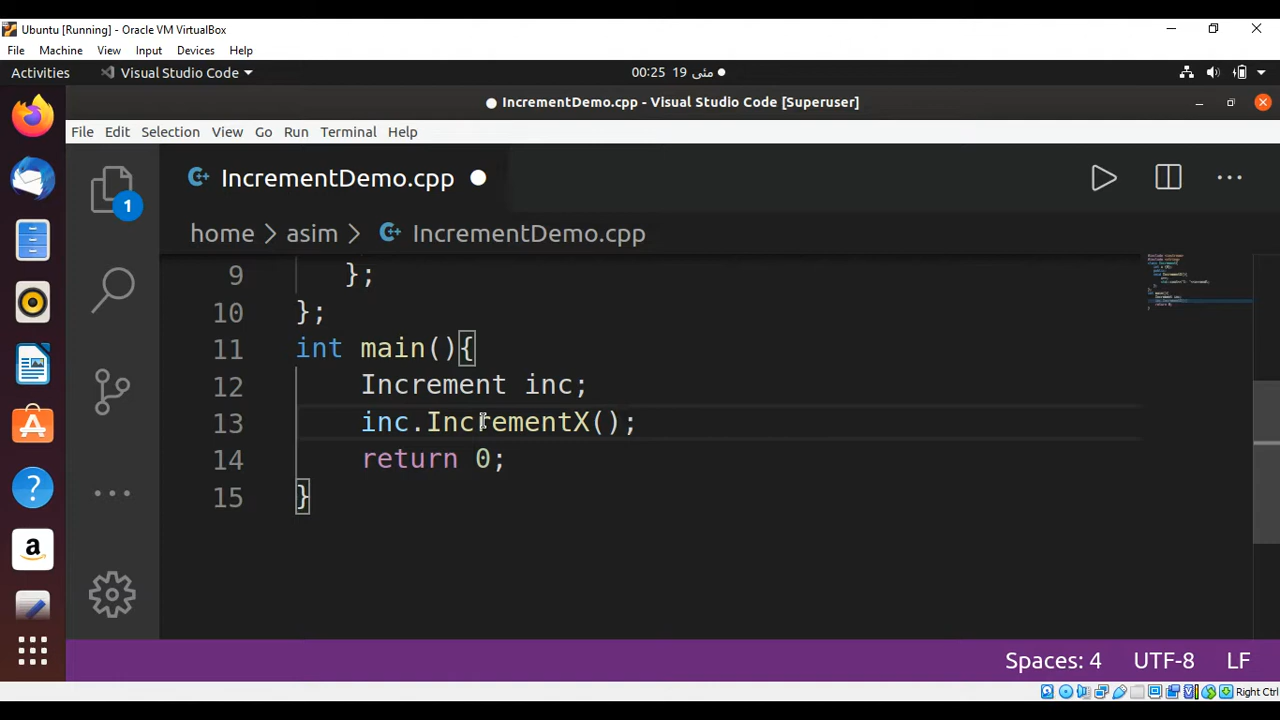 Ubuntu [Running] - Oracle VM VirtualBox
File Machine View Input Devices Help
Activities Visual Studio Code 00:25 19 مئی
IncrementDemo.cpp - Visual Studio Code [Superuser]
File Edit Selection View Go Run Terminal Help
IncrementDemo.cpp
1
home > asim > IncrementDemo.cpp
9 };
10 };
11 int main(){
12 Increment inc;
13 inc.IncrementX();
14 return 0;
15 }
Spaces: 4 UTF-8 LF
Right Ctrl